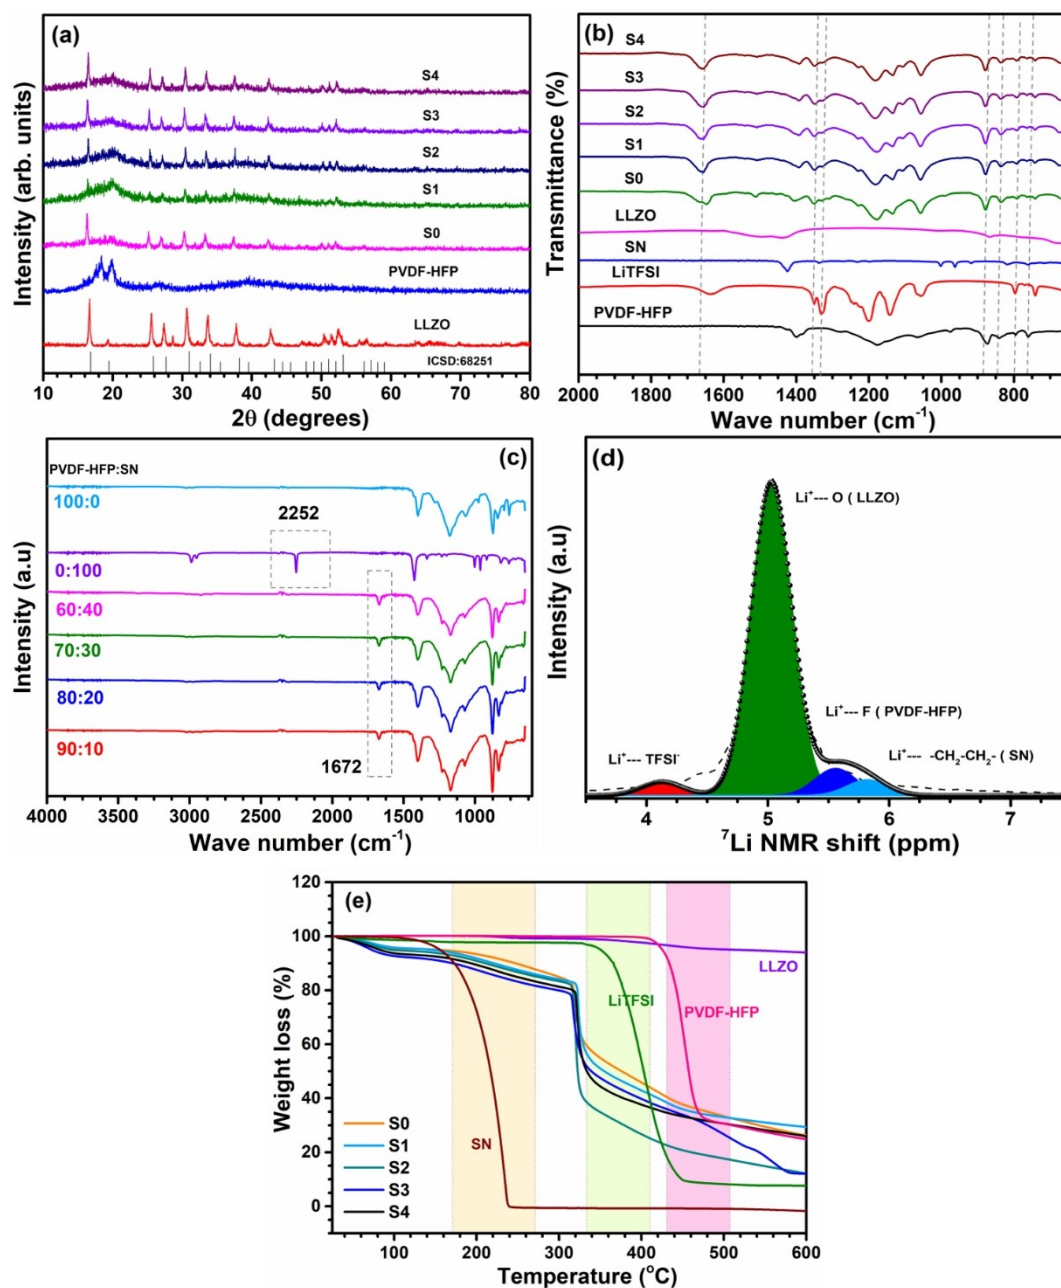 (a)
Intensity (arb. units)
S4
S3
S2
S1
S0
PVDF-HFP
LLZO
ICSD:68251
10 20 30 40 50 60 70 80
2θ (degrees)
(b)
Transmittance (%)
S4
S3
S2
S1
S0
LLZO
SN
LiTFSI
PVDF-HFP
2000 1800 1600 1400 1200 1000 800
Wave number (cm⁻¹)
(c)
Intensity (a.u)
PVDF-HFP:SN
100:0
2252
0:100
60:40
70:30
80:20
90:10
1672
4000 3500 3000 2500 2000 1500 1000
Wave number (cm⁻¹)
(d)
Intensity (a.u)
Li⁺--- O ( LLZO)
Li⁺--- F ( PVDF-HFP)
Li⁺--- -CH₂-CH₂- ( SN)
Li⁺--- TFSI⁻
4 5 6 7
⁷Li NMR shift (ppm)
(e)
Weight loss (%)
120
100
80
60
40
20
0
LLZO
LiTFSI
PVDF-HFP
SN
S0
S1
S2
S3
S4
100 200 300 400 500 600
Temperature (°C)